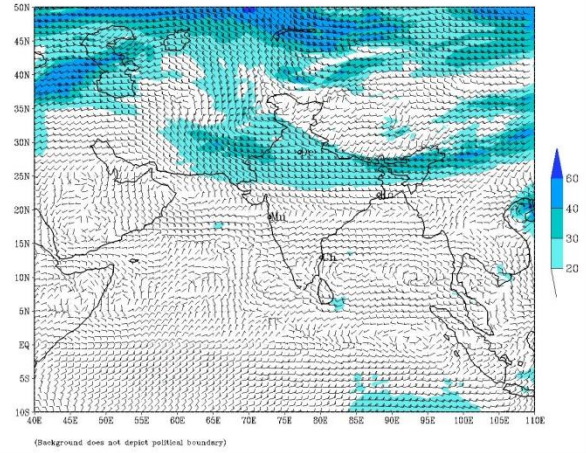 50N
45N
40N
35N
30N
25N
20N
15N
10N
5N
EQ
5S
10S
40E 45E 50E 55E 60E 65E 70E 75E 80E 85E 90E 95E 100E 105E 110E
Mu
Ch
60
40
30
20
(Background does not depict political boundary)